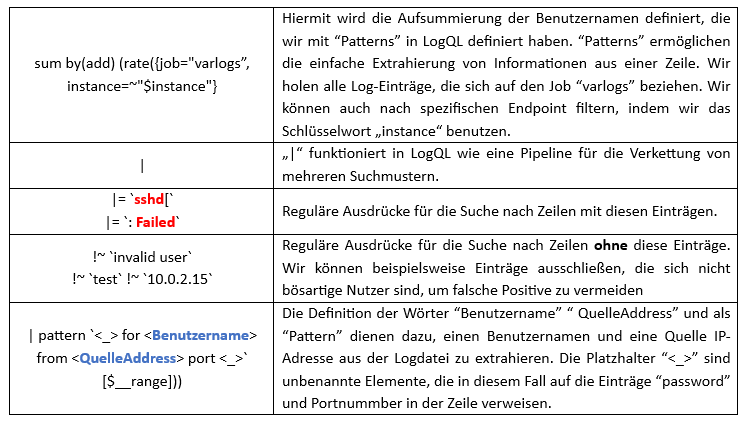 sum by(add) (rate({job="varlogs”,
instance=~"$instance"}
Hiermit wird die Aufsummierung der Benutzernamen definiert, die
wir mit “Patterns” in LogQL definiert haben. “Patterns” ermöglichen
die einfache Extrahierung von Informationen aus einer Zeile. Wir
holen alle Log-Einträge, die sich auf den Job “varlogs” beziehen. Wir
können auch nach spezifischen Endpoint filtern, indem wir das
Schlüsselwort „instance“ benutzen.
|
„|“ funktioniert in LogQL wie eine Pipeline für die Verkettung von
mehreren Suchmustern.
|= `sshd[`
|= `: Failed`
Reguläre Ausdrücke für die Suche nach Zeilen mit diesen Einträgen.
!~ `invalid user`
!~ `test` !~ `10.0.2.15`
Reguläre Ausdrücke für die Suche nach Zeilen ohne diese Einträge.
Wir können beispielsweise Einträge ausschließen, die sich nicht
bösartige Nutzer sind, um falsche Positive zu vermeiden
| pattern `<_> for <Benutzername>
from <QuelleAddress> port <_>`
[$__range]))
Die Definition der Wörter “Benutzername” “ QuelleAddress” und als
“Pattern” dienen dazu, einen Benutzernamen und eine Quelle IP-
Adresse aus der Logdatei zu extrahieren. Die Platzhalter “<_>” sind
unbenannte Elemente, die in diesem Fall auf die Einträge “password”
und Portnummber in der Zeile verweisen.